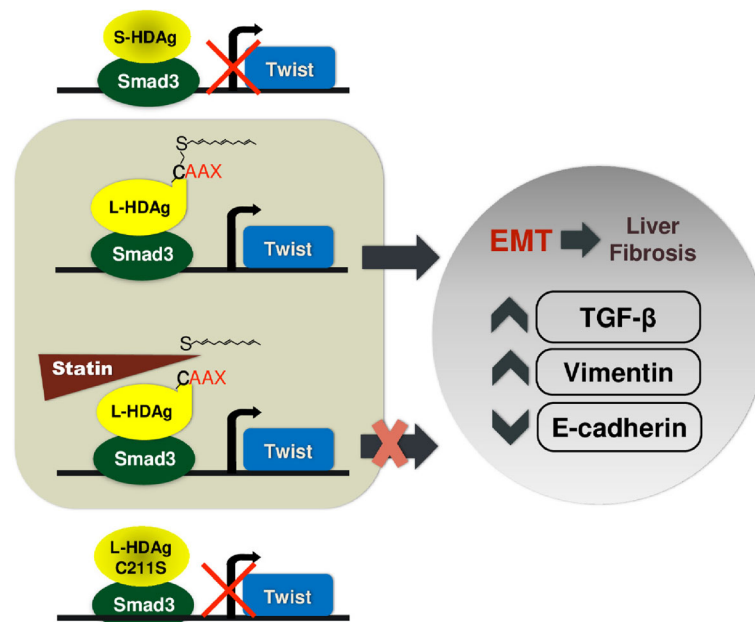 S-HDAg
Smad3
Twist
S
CAAX
L-HDAg
Smad3
Twist
EMT
Liver
Fibrosis
TGF-β
Vimentin
E-cadherin
Statin
S
CAAX
L-HDAg
Smad3
Twist
L-HDAg
C211S
Smad3
Twist